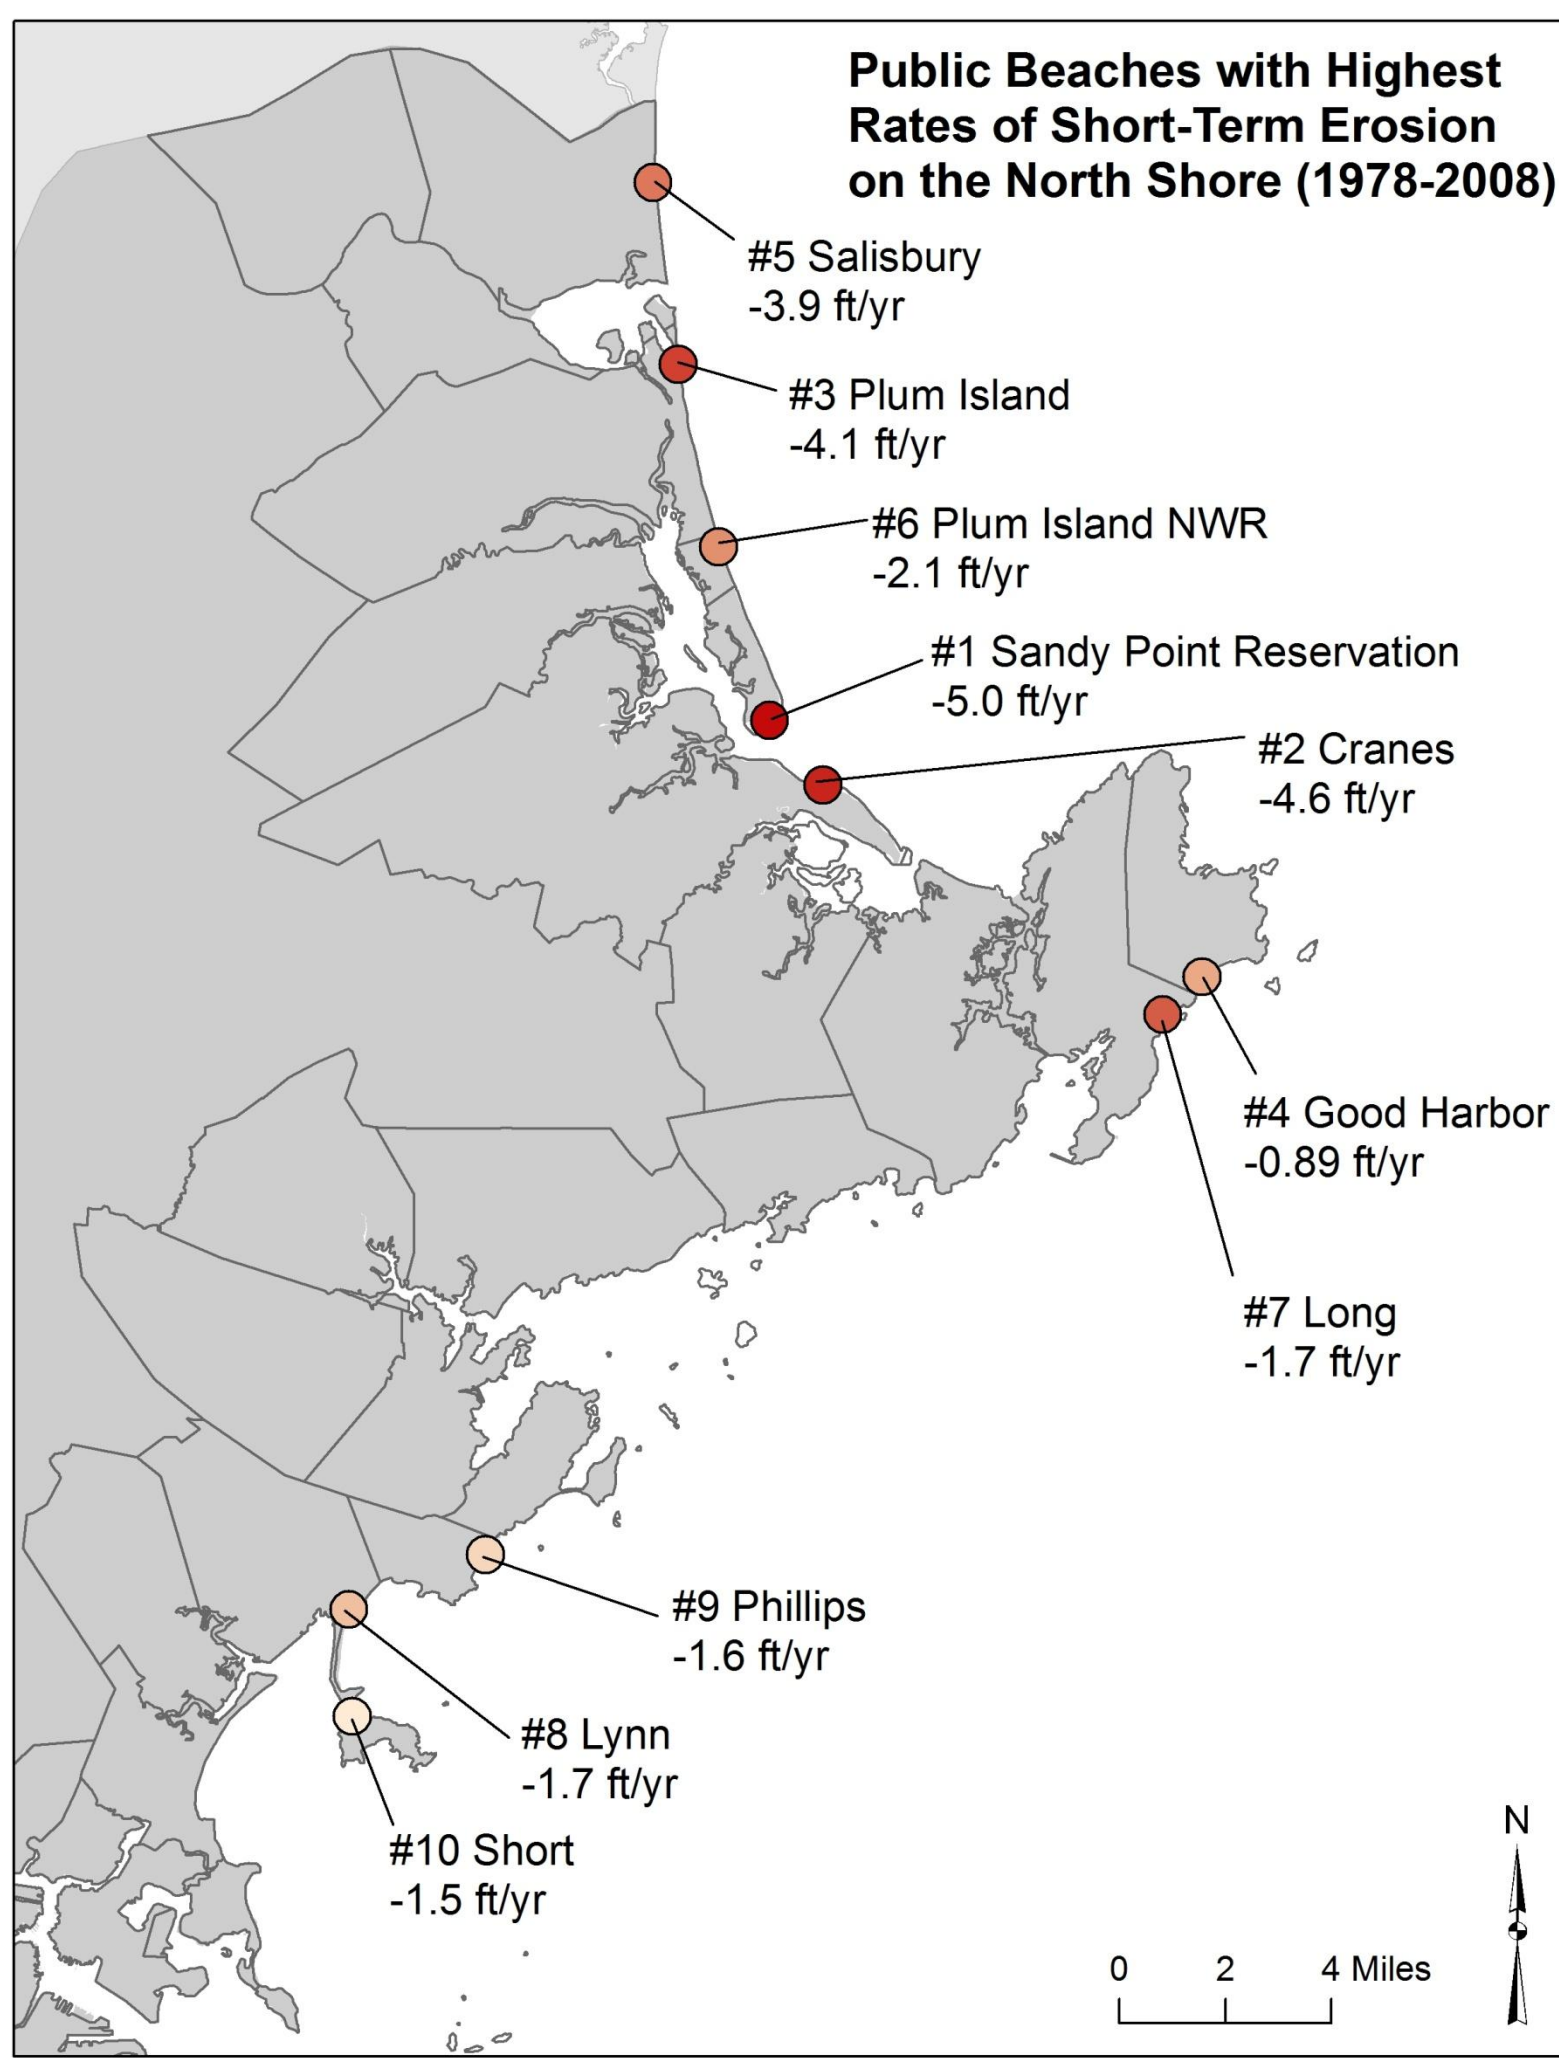 Public Beaches with Highest
Rates of Short-Term Erosion
on the North Shore (1978-2008)
#5 Salisbury
-3.9 ft/yr
#3 Plum Island
-4.1 ft/yr
#6 Plum Island NWR
-2.1 ft/yr
#1 Sandy Point Reservation
-5.0 ft/yr
#2 Cranes
-4.6 ft/yr
#4 Good Harbor
-0.89 ft/yr
#7 Long
-1.7 ft/yr
#9 Phillips
-1.6 ft/yr
#8 Lynn
-1.7 ft/yr
#10 Short
-1.5 ft/yr
N
0 2 4 Miles